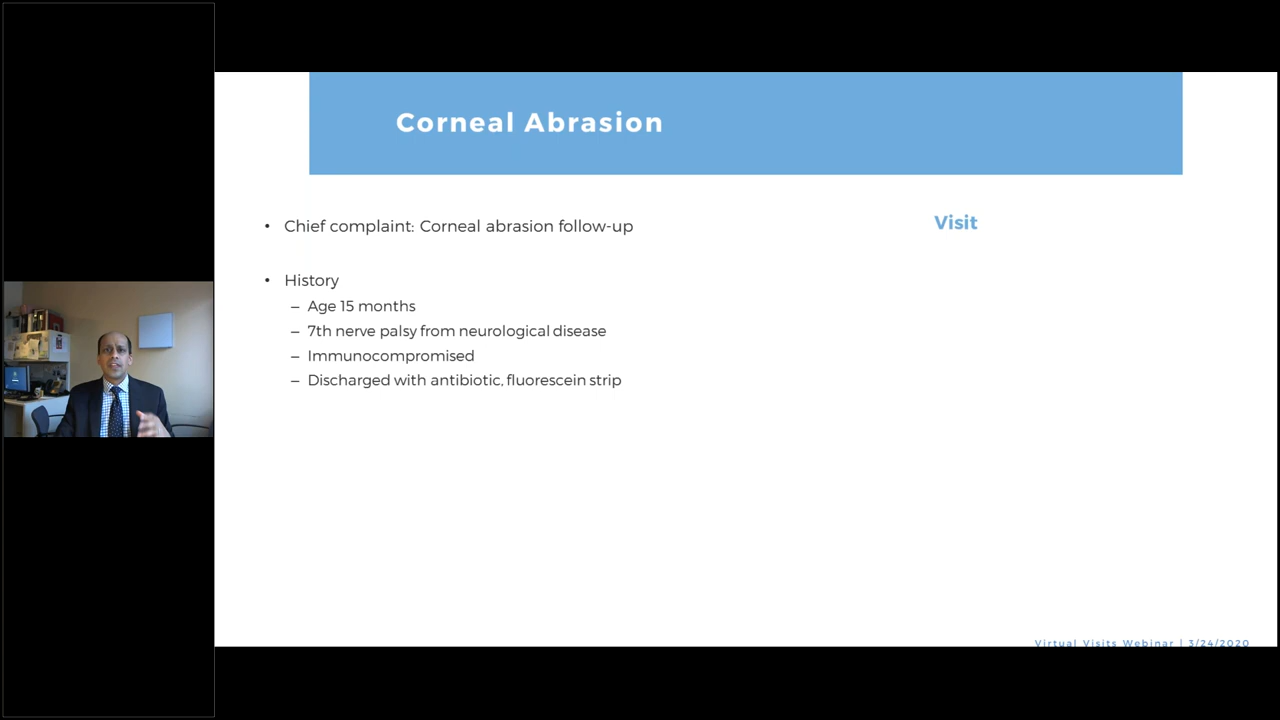 Corneal Abrasion
• Chief complaint: Corneal abrasion follow-up
• History
– Age 15 months
– 7th nerve palsy from neurological disease
– Immunocompromised
– Discharged with antibiotic, fluorescein strip
Visit
Virtual Visits Webinar | 3/24/2020